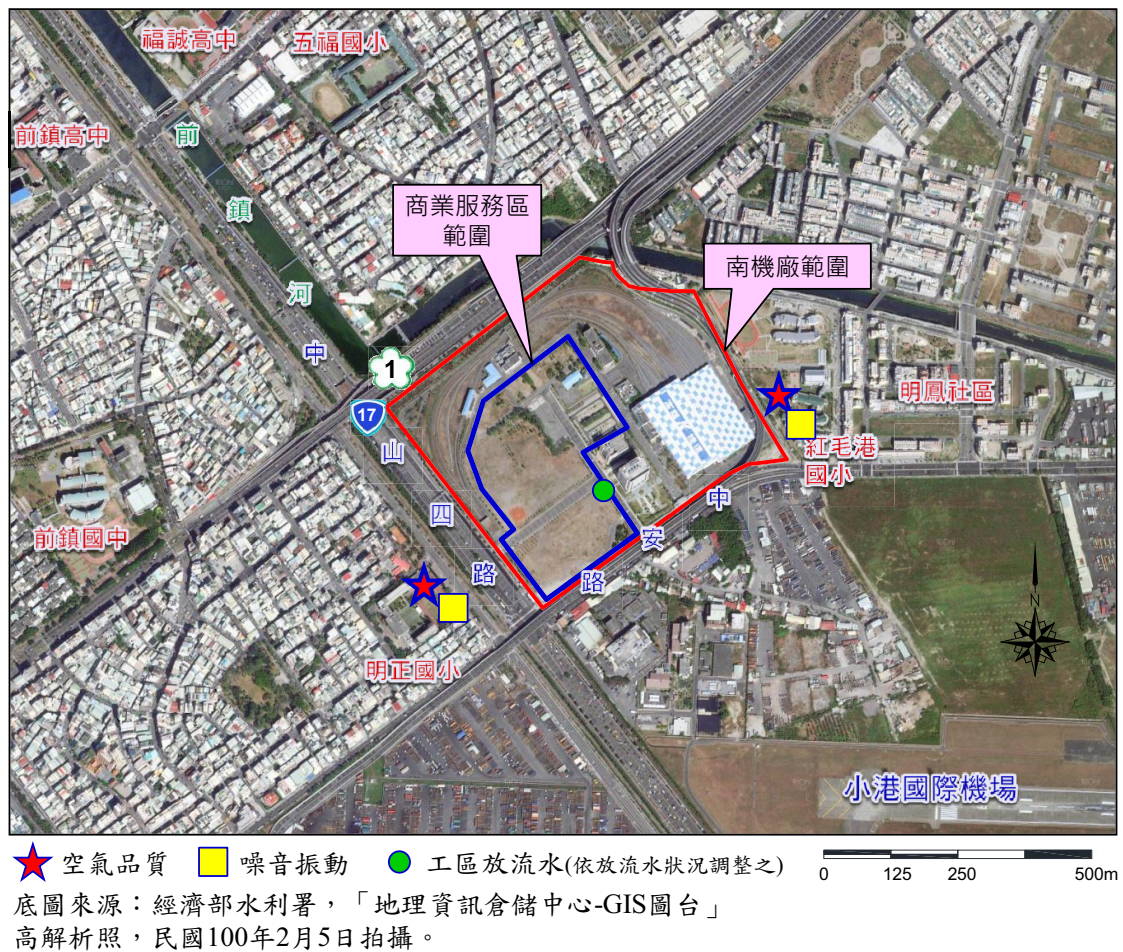 福誠高中
五福國小
前鎮高中
前鎮河
商業服務區
範圍
南機廠範圍
中山四路
1
17
明鳳社區
紅毛港
國小
前鎮國中
中安路
明正國小
N
小港國際機場
空氣品質 噪音振動 工區放流水(依放流水狀況調整之)
0 125 250 500m
底圖來源:經濟部水利署,「地理資訊倉儲中心-GIS圖台」
高解析照,民國100年2月5日拍攝。